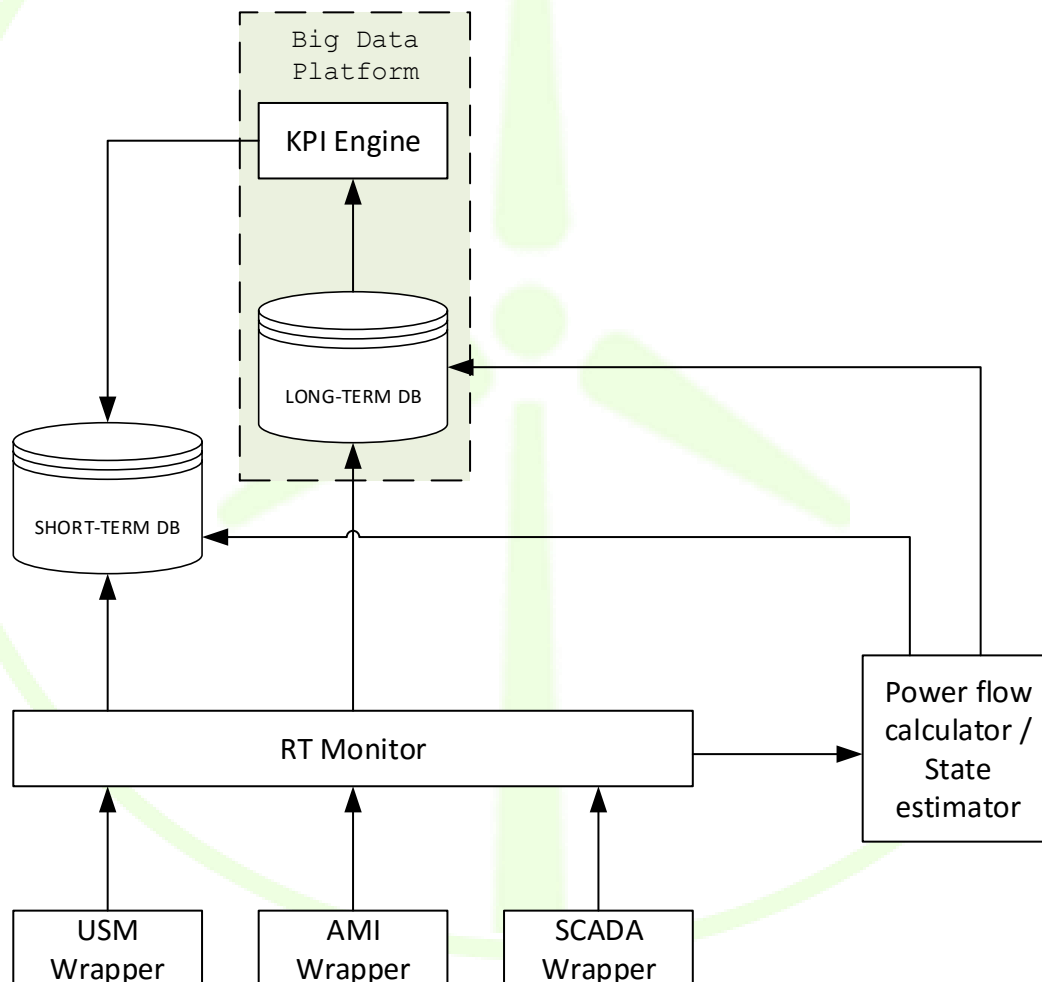 Big Data
Platform
KPI Engine
LONG-TERM DB
SHORT-TERM DB
Power flow
calculator /
State
estimator
RT Monitor
USM
Wrapper
AMI
Wrapper
SCADA
Wrapper